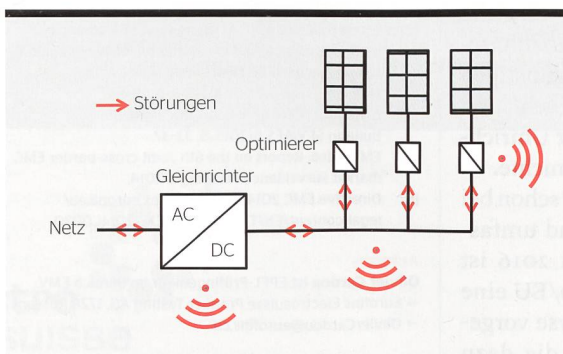 Störungen
Optimierer
Gleichrichter
AC
Netz
DC